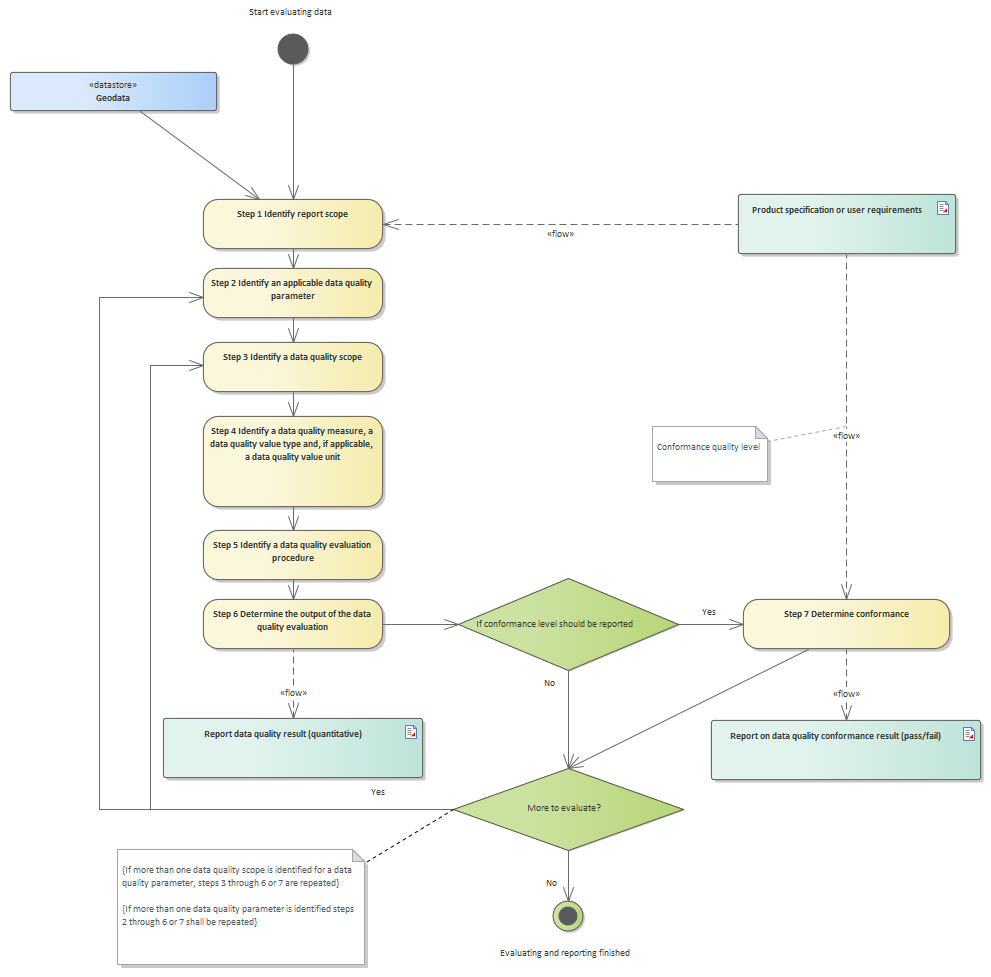 Start evaluating data
«datastore»
Geodata
Step 1 Identify report scope
Product specification or user requirements
«flow»
Step 2 Identify an applicable data quality
parameter
Step 3 Identify a data quality scope
Step 4 Identify a data quality measure, a
data quality value type and, if applicable,
a data quality value unit
«flow»
Conformance quality level
Step 5 Identify a data quality evaluation
procedure
Step 6 Determine the output of the data
quality evaluation
If conformance level should be reported
Yes
Step 7 Determine conformance
No
«flow»
«flow»
Report data quality result (quantitative)
Report on data quality conformance result (pass/fail)
Yes
More to evaluate?
{If more than one data quality scope is identified for a data
quality parameter, steps 3 through 6 or 7 are repeated}
{If more than one data quality parameter is identified steps
2 through 6 or 7 shall be repeated}
No
Evaluating and reporting finished